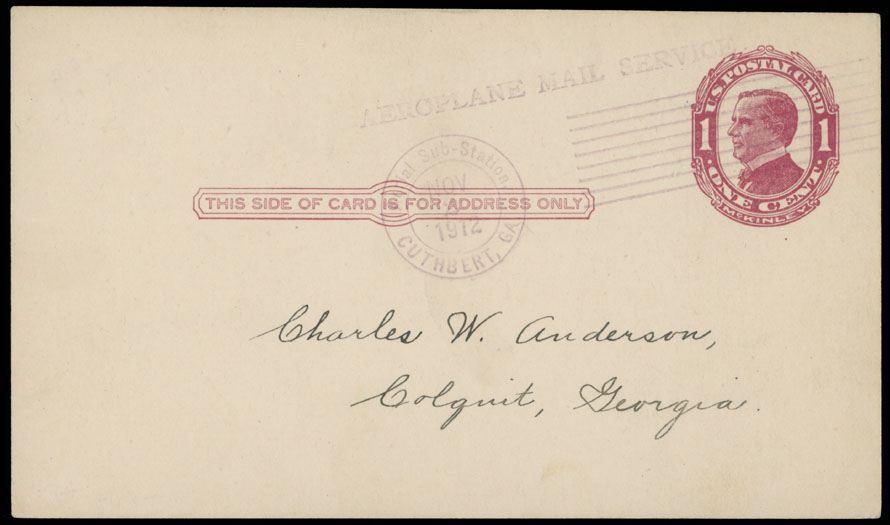 AEROPLANE MAIL SERVICE
U.S. POSTAL CARD
1 1
ONE CENT
McKINLEY
Sub-Station,
NOV
1912
CUTHBERT, GA
THIS SIDE OF CARD IS FOR ADDRESS ONLY
Charles W. Anderson,
Colquit, Georgia.